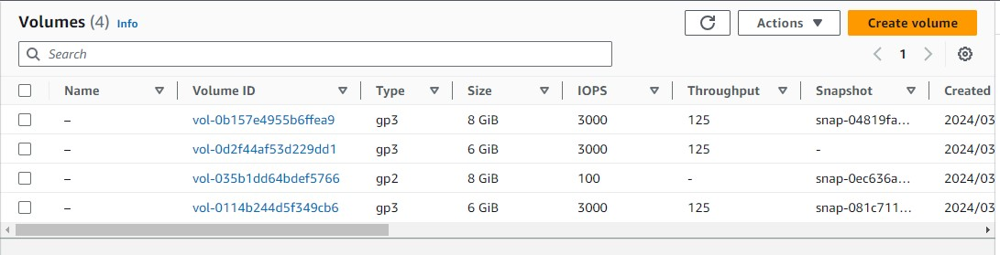 Volumes (4) Info Actions Create volume
Search 1
Name Volume ID Type Size IOPS Throughput Snapshot Created
– vol-0b157e4955b6ffea9 gp3 8 GiB 3000 125 snap-04819fa... 2024/03
– vol-0d2f44af53d229dd1 gp3 6 GiB 3000 125 - 2024/03
– vol-035b1dd64bdef5766 gp2 8 GiB 100 - snap-0ec636a... 2024/03
– vol-0114b244d5f349cb6 gp3 6 GiB 3000 125 snap-081c711... 2024/03